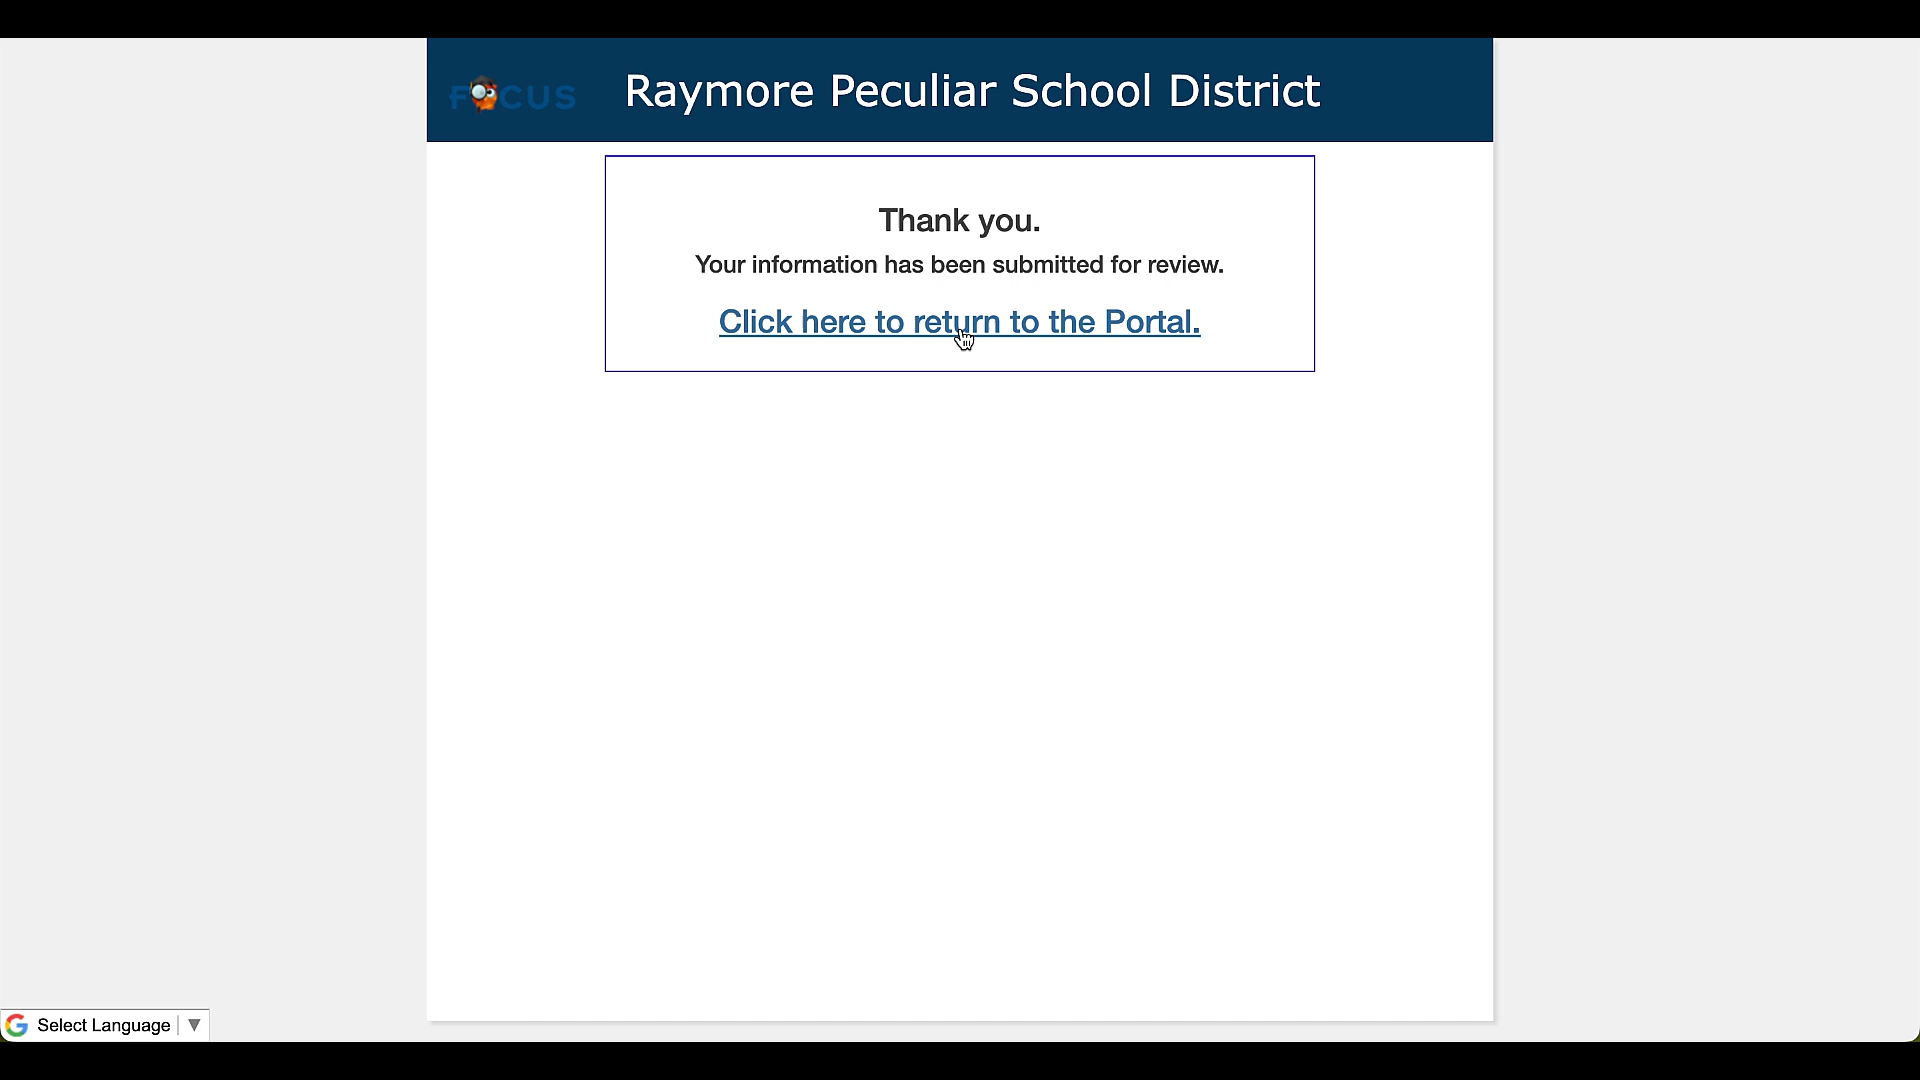 FOCUS
Raymore Peculiar School District
Thank you.
Your information has been submitted for review.
Click here to return to the Portal.
Select Language ▼